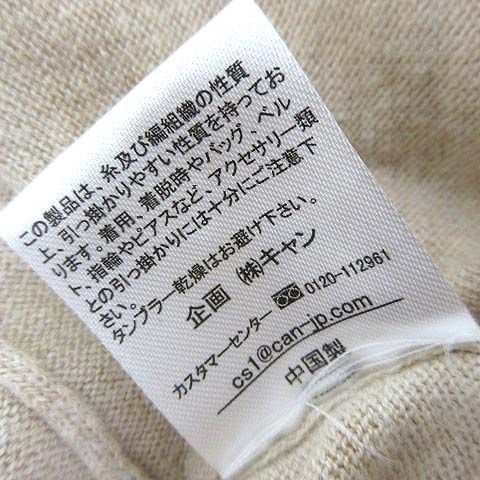 この製品は、糸及び編組織の性質
上、引っ掛かりやすい性質を持ってお
ります。着用、着脱時やバッグ、ベル
ト、指輪やピアスなど、アクセサリー類
との引っ掛かりには十分にご注意下
さい。
タンブラー乾燥はお避け下さい。
企画　㈱キャン
カスタマーセンター 0120-112961
cs1@can-jp.com
中国製